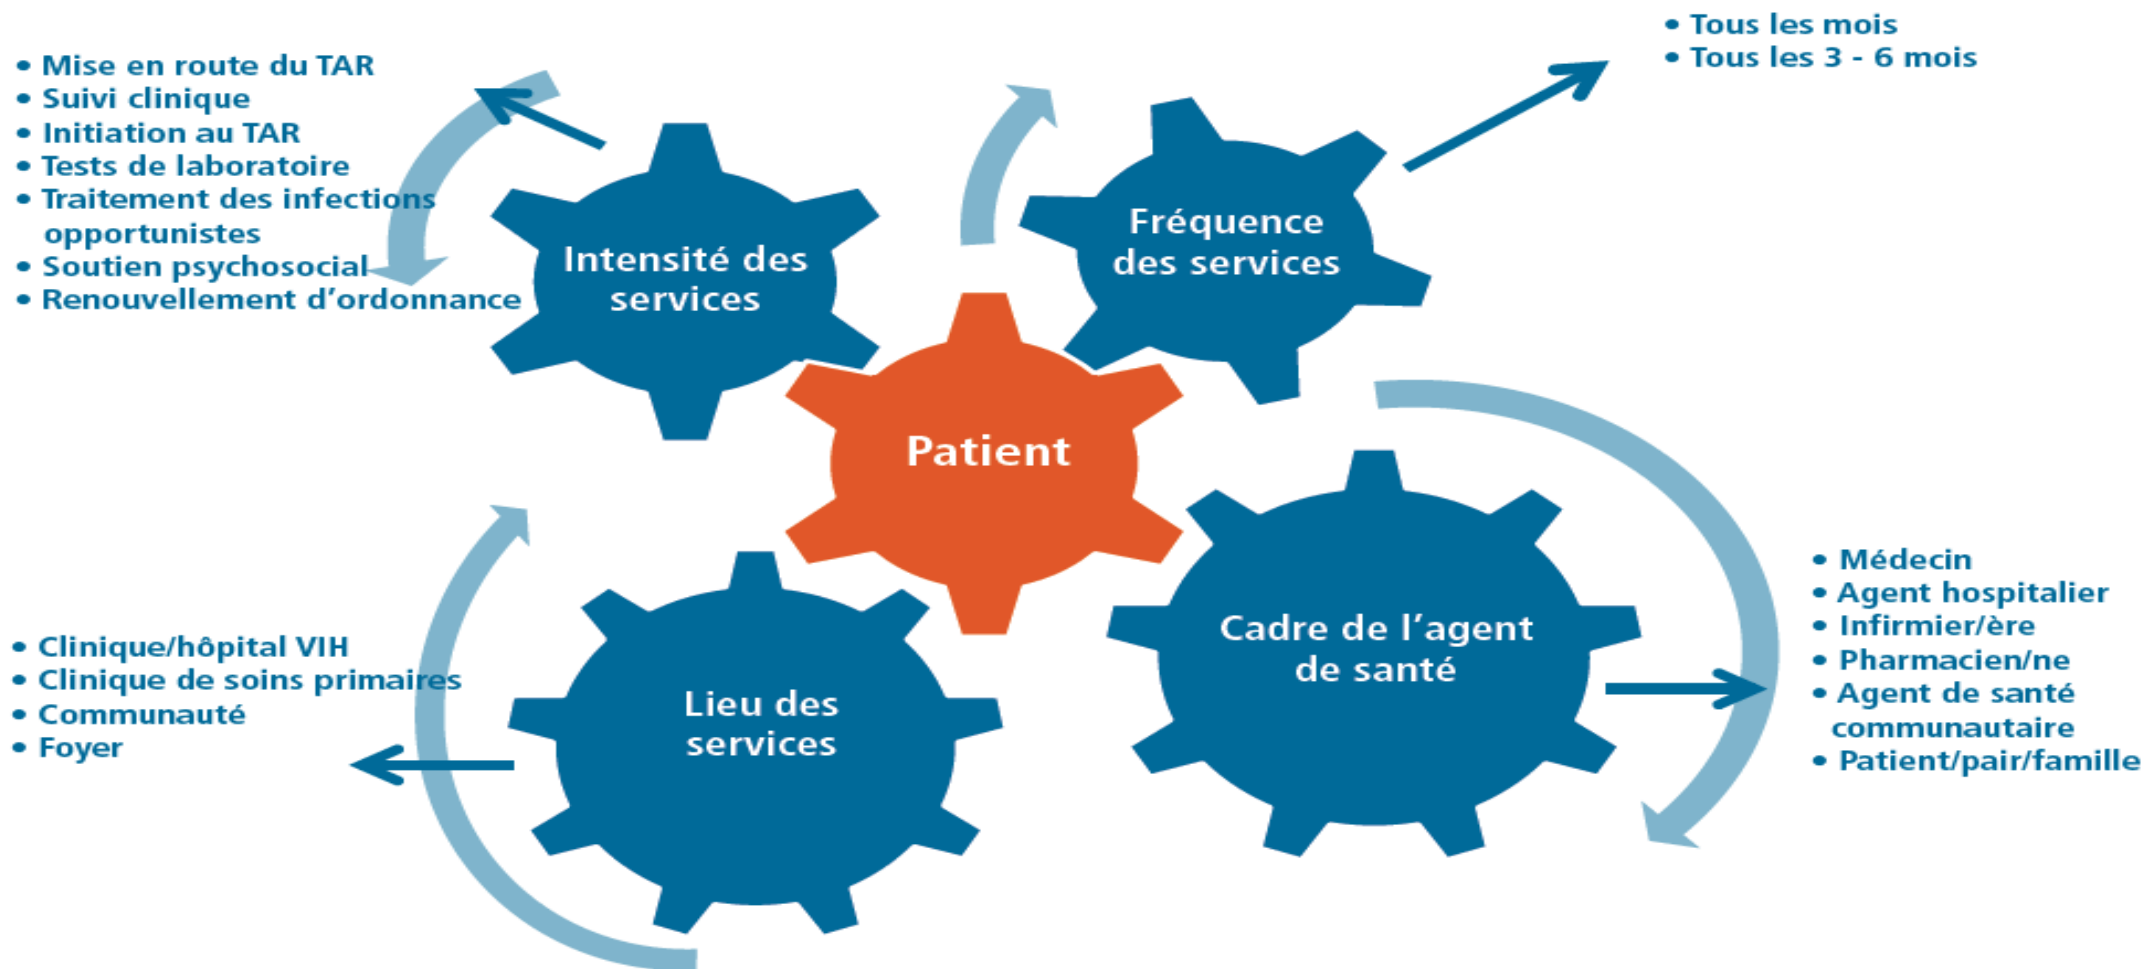 • Tous les mois
• Tous les 3 - 6 mois
• Mise en route du TAR
• Suivi clinique
• Initiation au TAR
• Tests de laboratoire
• Traitement des infections
opportunistes
• Soutien psychosocial
• Renouvellement d’ordonnance
Intensité des
services
Fréquence
des services
Patient
Cadre de l’agent
de santé
Lieu des
services
• Clinique/hôpital VIH
• Clinique de soins primaires
• Communauté
• Foyer
• Médecin
• Agent hospitalier
• Infirmier/ère
• Pharmacien/ne
• Agent de santé
communautaire
• Patient/pair/famille